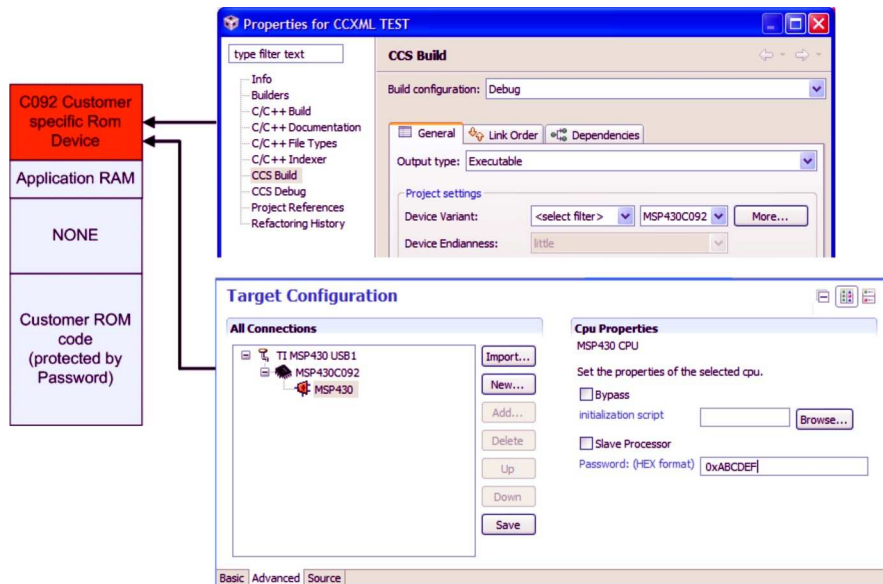 C092 Customer
specific Rom
Device
Application RAM
NONE
Customer ROM
code
(protected by
Password)
Properties for CCXML TEST
type filter text
Info
Builders
C/C++ Build
C/C++ Documentation
C/C++ File Types
C/C++ Indexer
CCS Build
CCS Debug
Project References
Refactoring History
CCS Build
Build configuration: Debug
General Link Order Dependencies
Output type: Executable
Project settings
Device Variant: <select filter> MSP430C092 More...
Device Endianness: little
Target Configuration
All Connections
TI MSP430 USB1
MSP430C092
MSP430
Import...
New...
Add...
Delete
Up
Down
Save
Cpu Properties
MSP430 CPU
Set the properties of the selected cpu.
Bypass
initialization script Browse...
Slave Processor
Password: (HEX format) 0xABCDEF
Basic Advanced Source